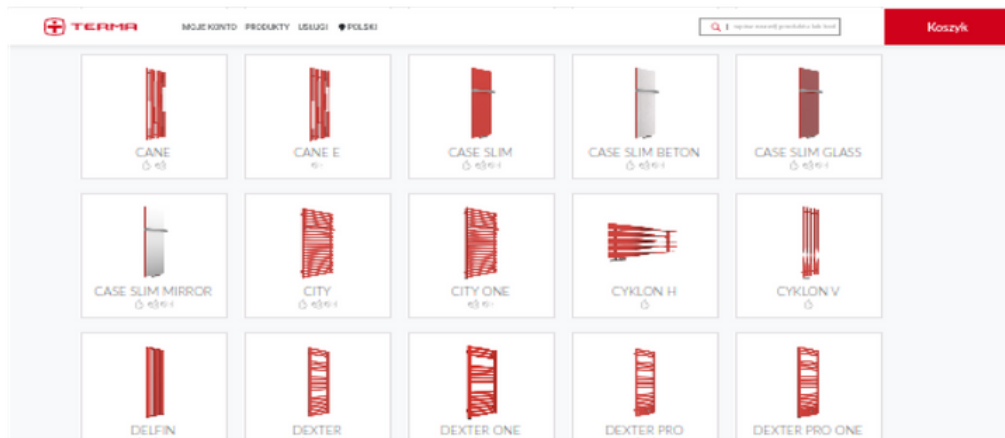 TERMA MOJE KONTO PRODUKTY USŁUGI POLSKI Koszyk
CANE CANE E CASE SLIM CASE SLIM BETON CASE SLIM GLASS
CASE SLIM MIRROR CITY CITY ONE CYKLON H CYKLON V
DELFIN DEXTER DEXTER ONE DEXTER PRO DEXTER PRO ONE